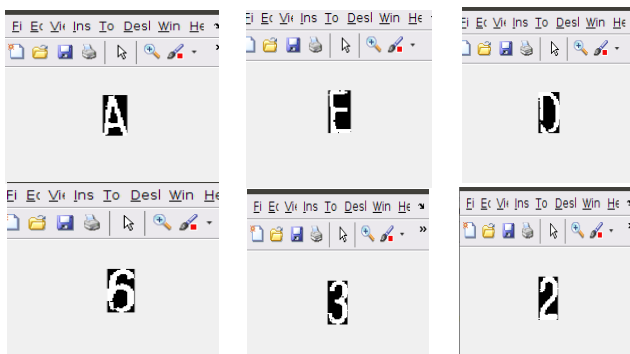 Fi Ec Vi Ins To Desl Win He
A
Fi Ec Vi Ins To Desl Win He
E
Fi Ec Vi Ins To Desl Win He
D
Fi Ec Vi Ins To Desl Win He
6
Fi Ec Vi Ins To Desl Win He »
3
Fi Ec Vi Ins To Desl Win He
2